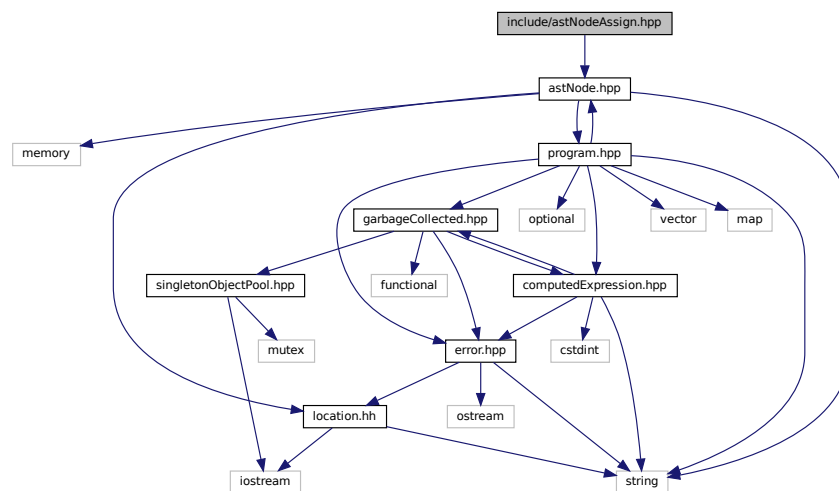 include/astNodeAssign.hpp
astNode.hpp
memory
program.hpp
garbageCollected.hpp
optional
vector
map
singletonObjectPool.hpp
functional
computedExpression.hpp
mutex
error.hpp
cstdint
location.hh
ostream
iostream
string